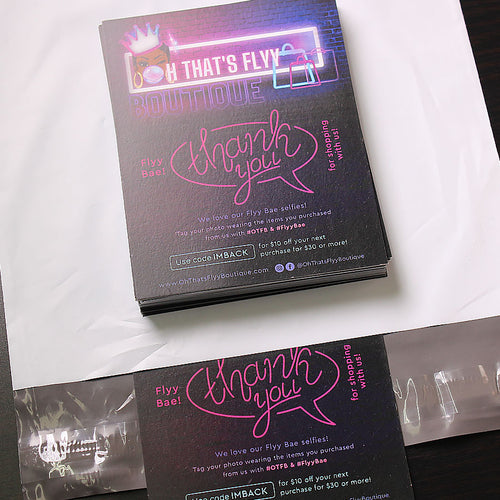 OH THAT'S FLYY
BOUTIQUE
Flyy Bae!
thank you
for shopping with us!
We love our Flyy Bae selfies!
Tag your photo wearing the items you purchased
from us with #OTFB & #FlyyBae
Use code IMBACK
for $10 off your next
purchase for $30 or more!
www.OhThatsFlyyBoutique.com @OhThatsFlyyBoutique
Flyy Bae!
thank you
for shopping with us!
We love our Flyy Bae selfies!
Tag your photo wearing the items you purchased
from us with #OTFB & #FlyyBae
Use code IMBACK
for $10 off your next
purchase for $30 or more!